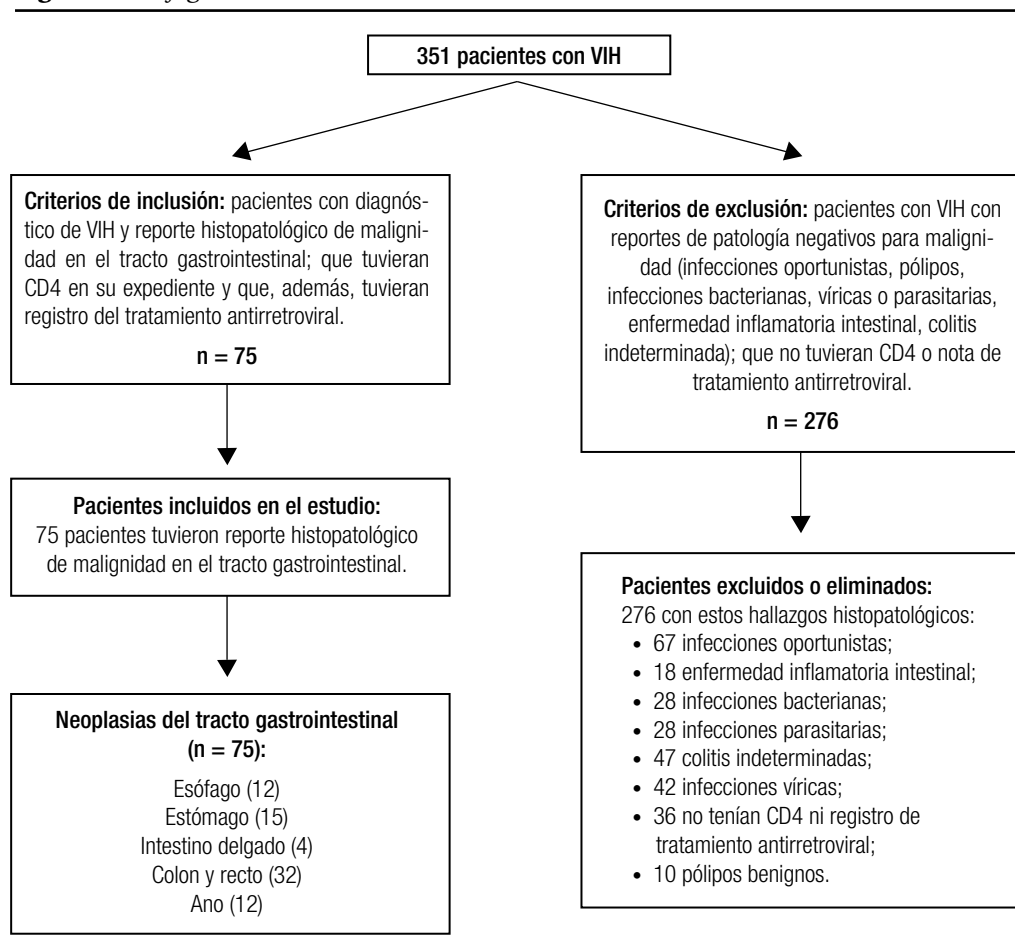 351 pacientes con VIH
Criterios de inclusión: pacientes con diagnós-
tico de VIH y reporte histopatológico de maligni-
dad en el tracto gastrointestinal; que tuvieran
CD4 en su expediente y que, además, tuvieran
registro del tratamiento antirretroviral.
n = 75
Criterios de exclusión: pacientes con VIH con
reportes de patología negativos para maligni-
dad (infecciones oportunistas, pólipos,
infecciones bacterianas, víricas o parasitarias,
enfermedad inflamatoria intestinal, colitis
indeterminada); que no tuvieran CD4 o nota de
tratamiento antirretroviral.
n = 276
Pacientes incluidos en el estudio:
75 pacientes tuvieron reporte histopatológico
de malignidad en el tracto gastrointestinal.
Pacientes excluidos o eliminados:
276 con estos hallazgos histopatológicos:
• 67 infecciones oportunistas;
• 18 enfermedad inflamatoria intestinal;
• 28 infecciones bacterianas;
• 28 infecciones parasitarias;
• 47 colitis indeterminadas;
• 42 infecciones víricas;
• 36 no tenían CD4 ni registro de
tratamiento antirretroviral;
• 10 pólipos benignos.
Neoplasias del tracto gastrointestinal
(n = 75):
Esófago (12)
Estómago (15)
Intestino delgado (4)
Colon y recto (32)
Ano (12)